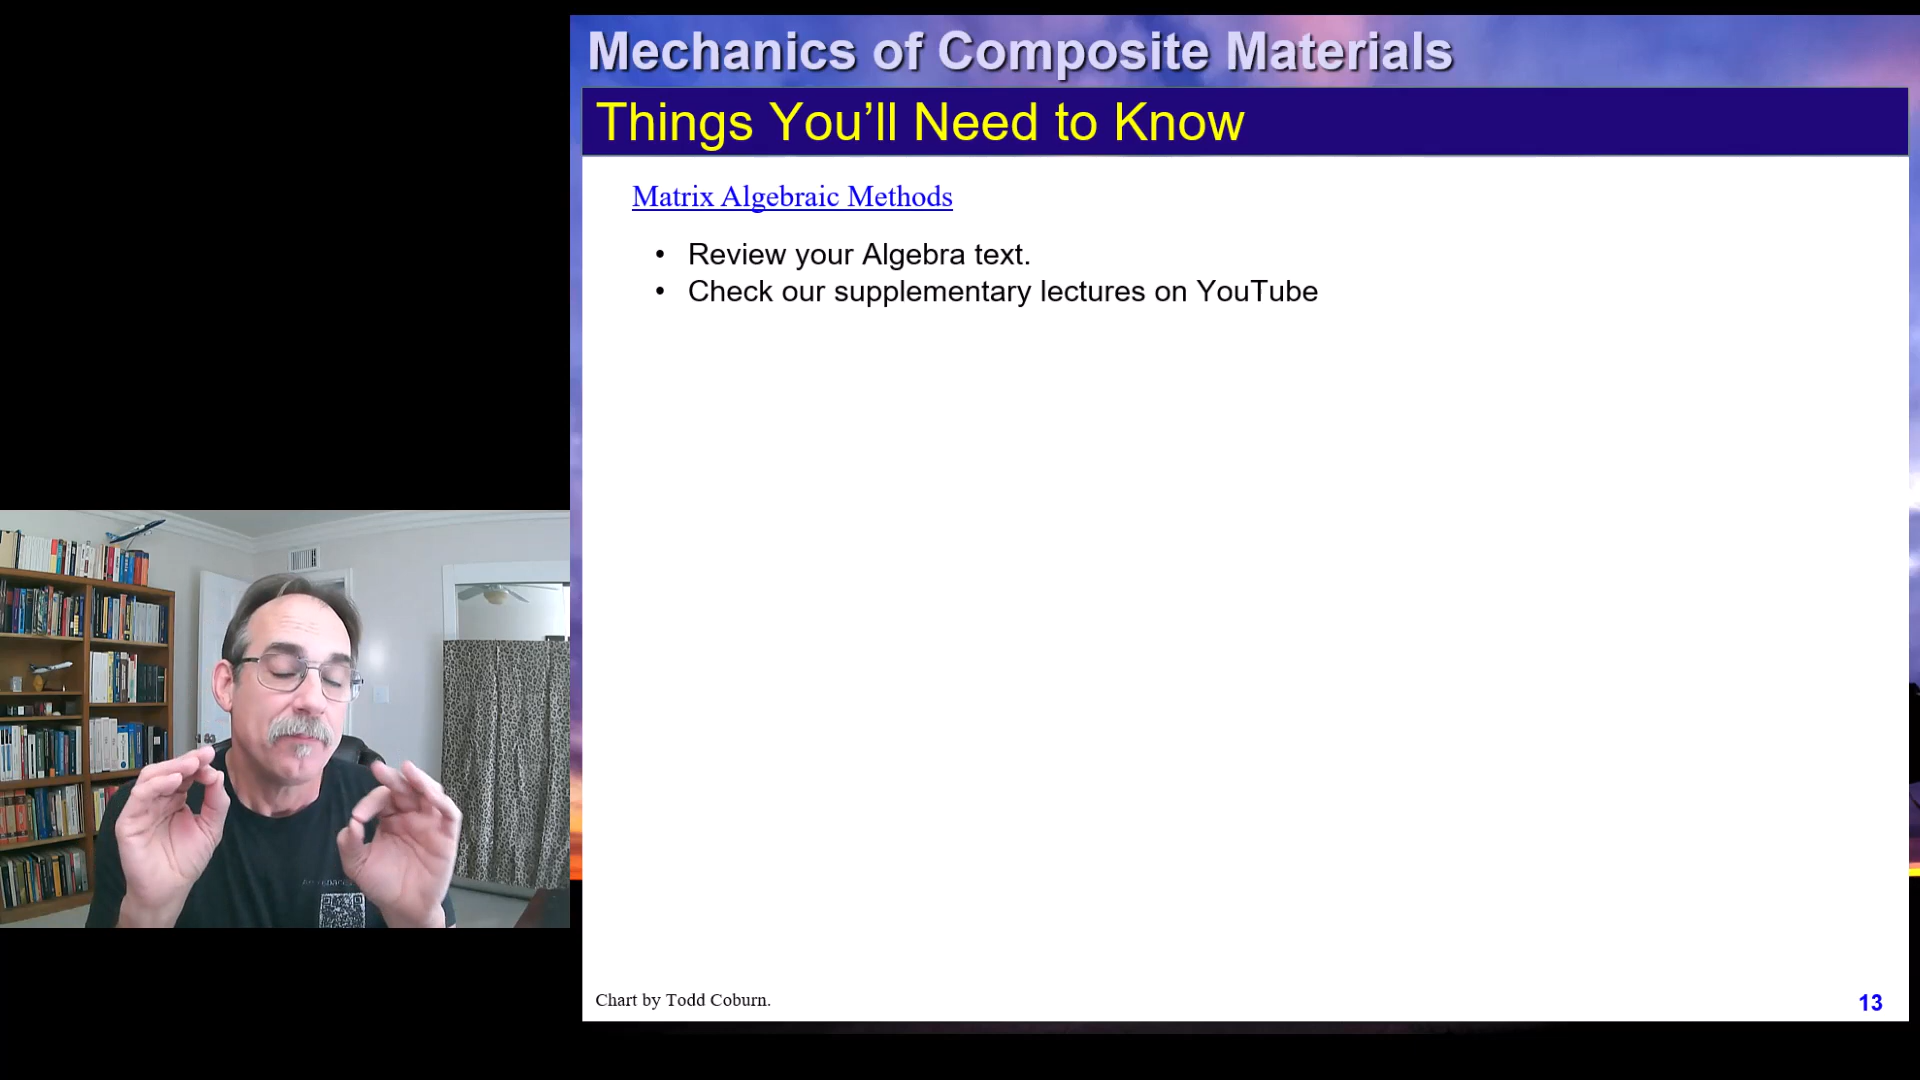 Mechanics of Composite Materials
Things You’ll Need to Know
Matrix Algebraic Methods
• Review your Algebra text.
• Check our supplementary lectures on YouTube
Chart by Todd Coburn.
13